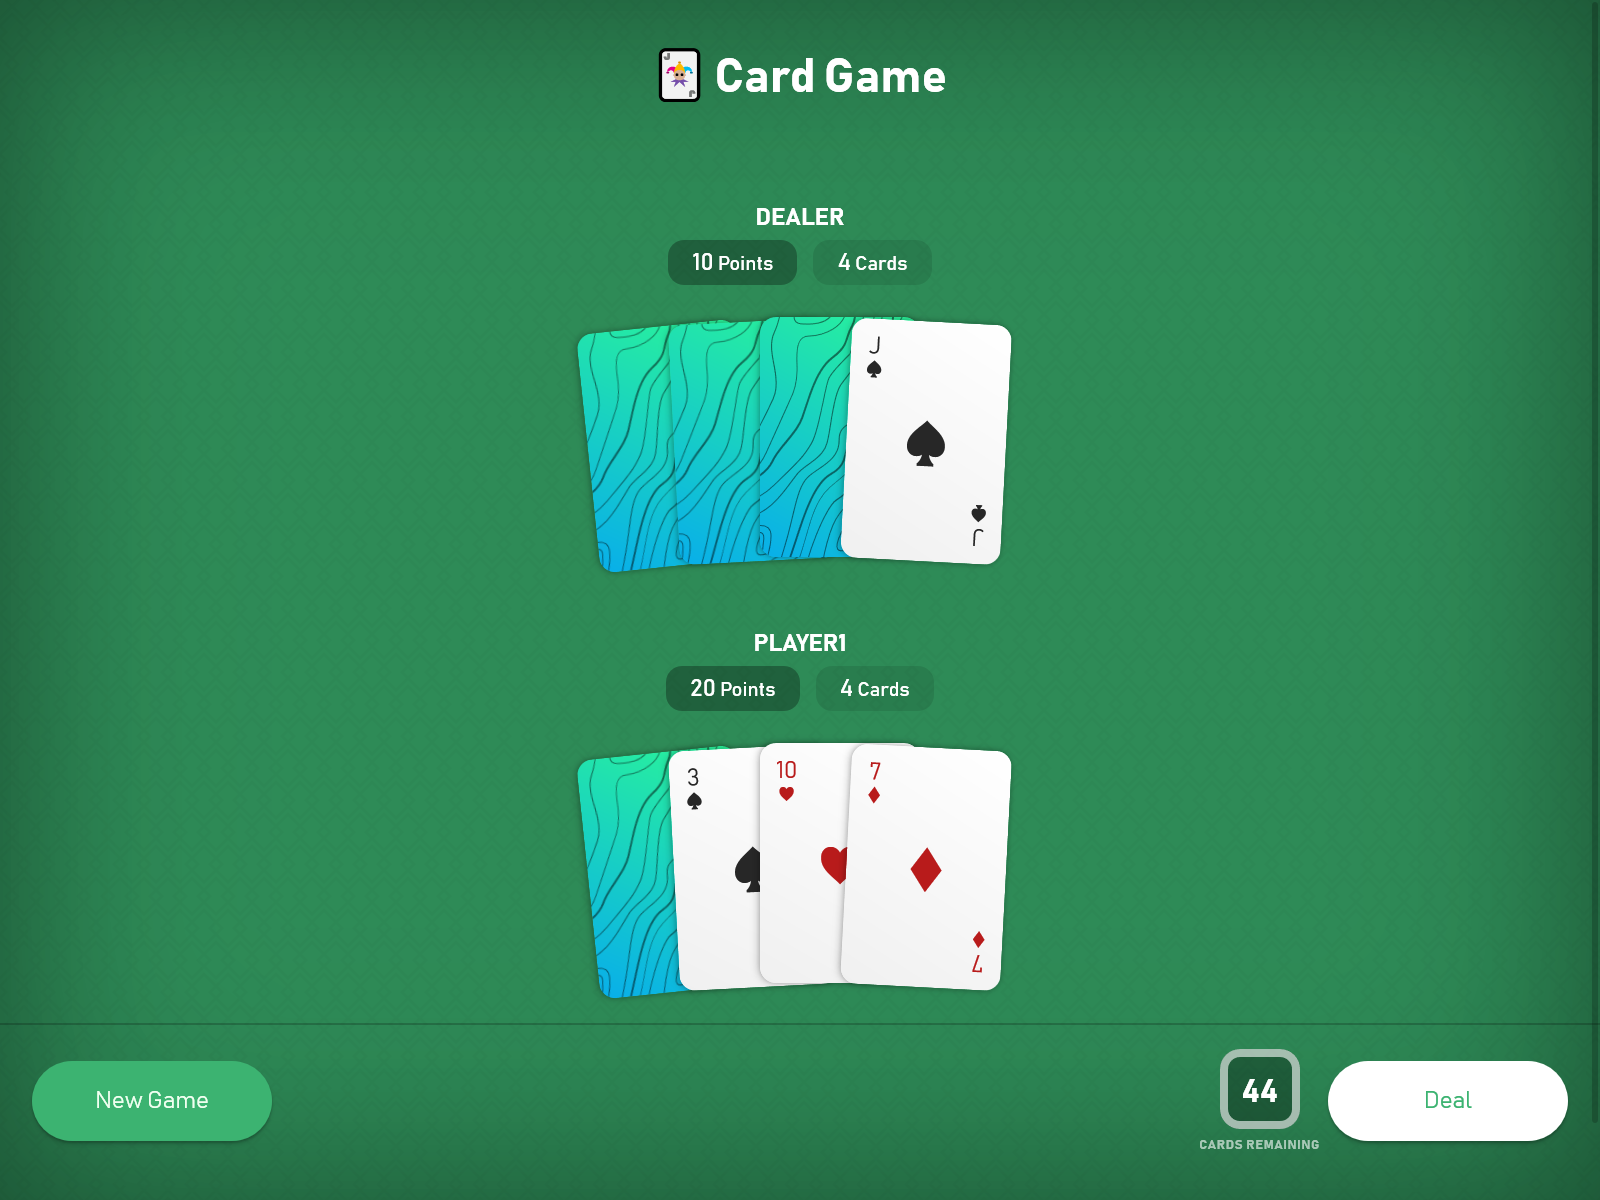 Card Game
DEALER
10 Points
4 Cards
J
J
PLAYER1
20 Points
4 Cards
3
10
7
7
New Game
44
CARDS REMAINING
Deal